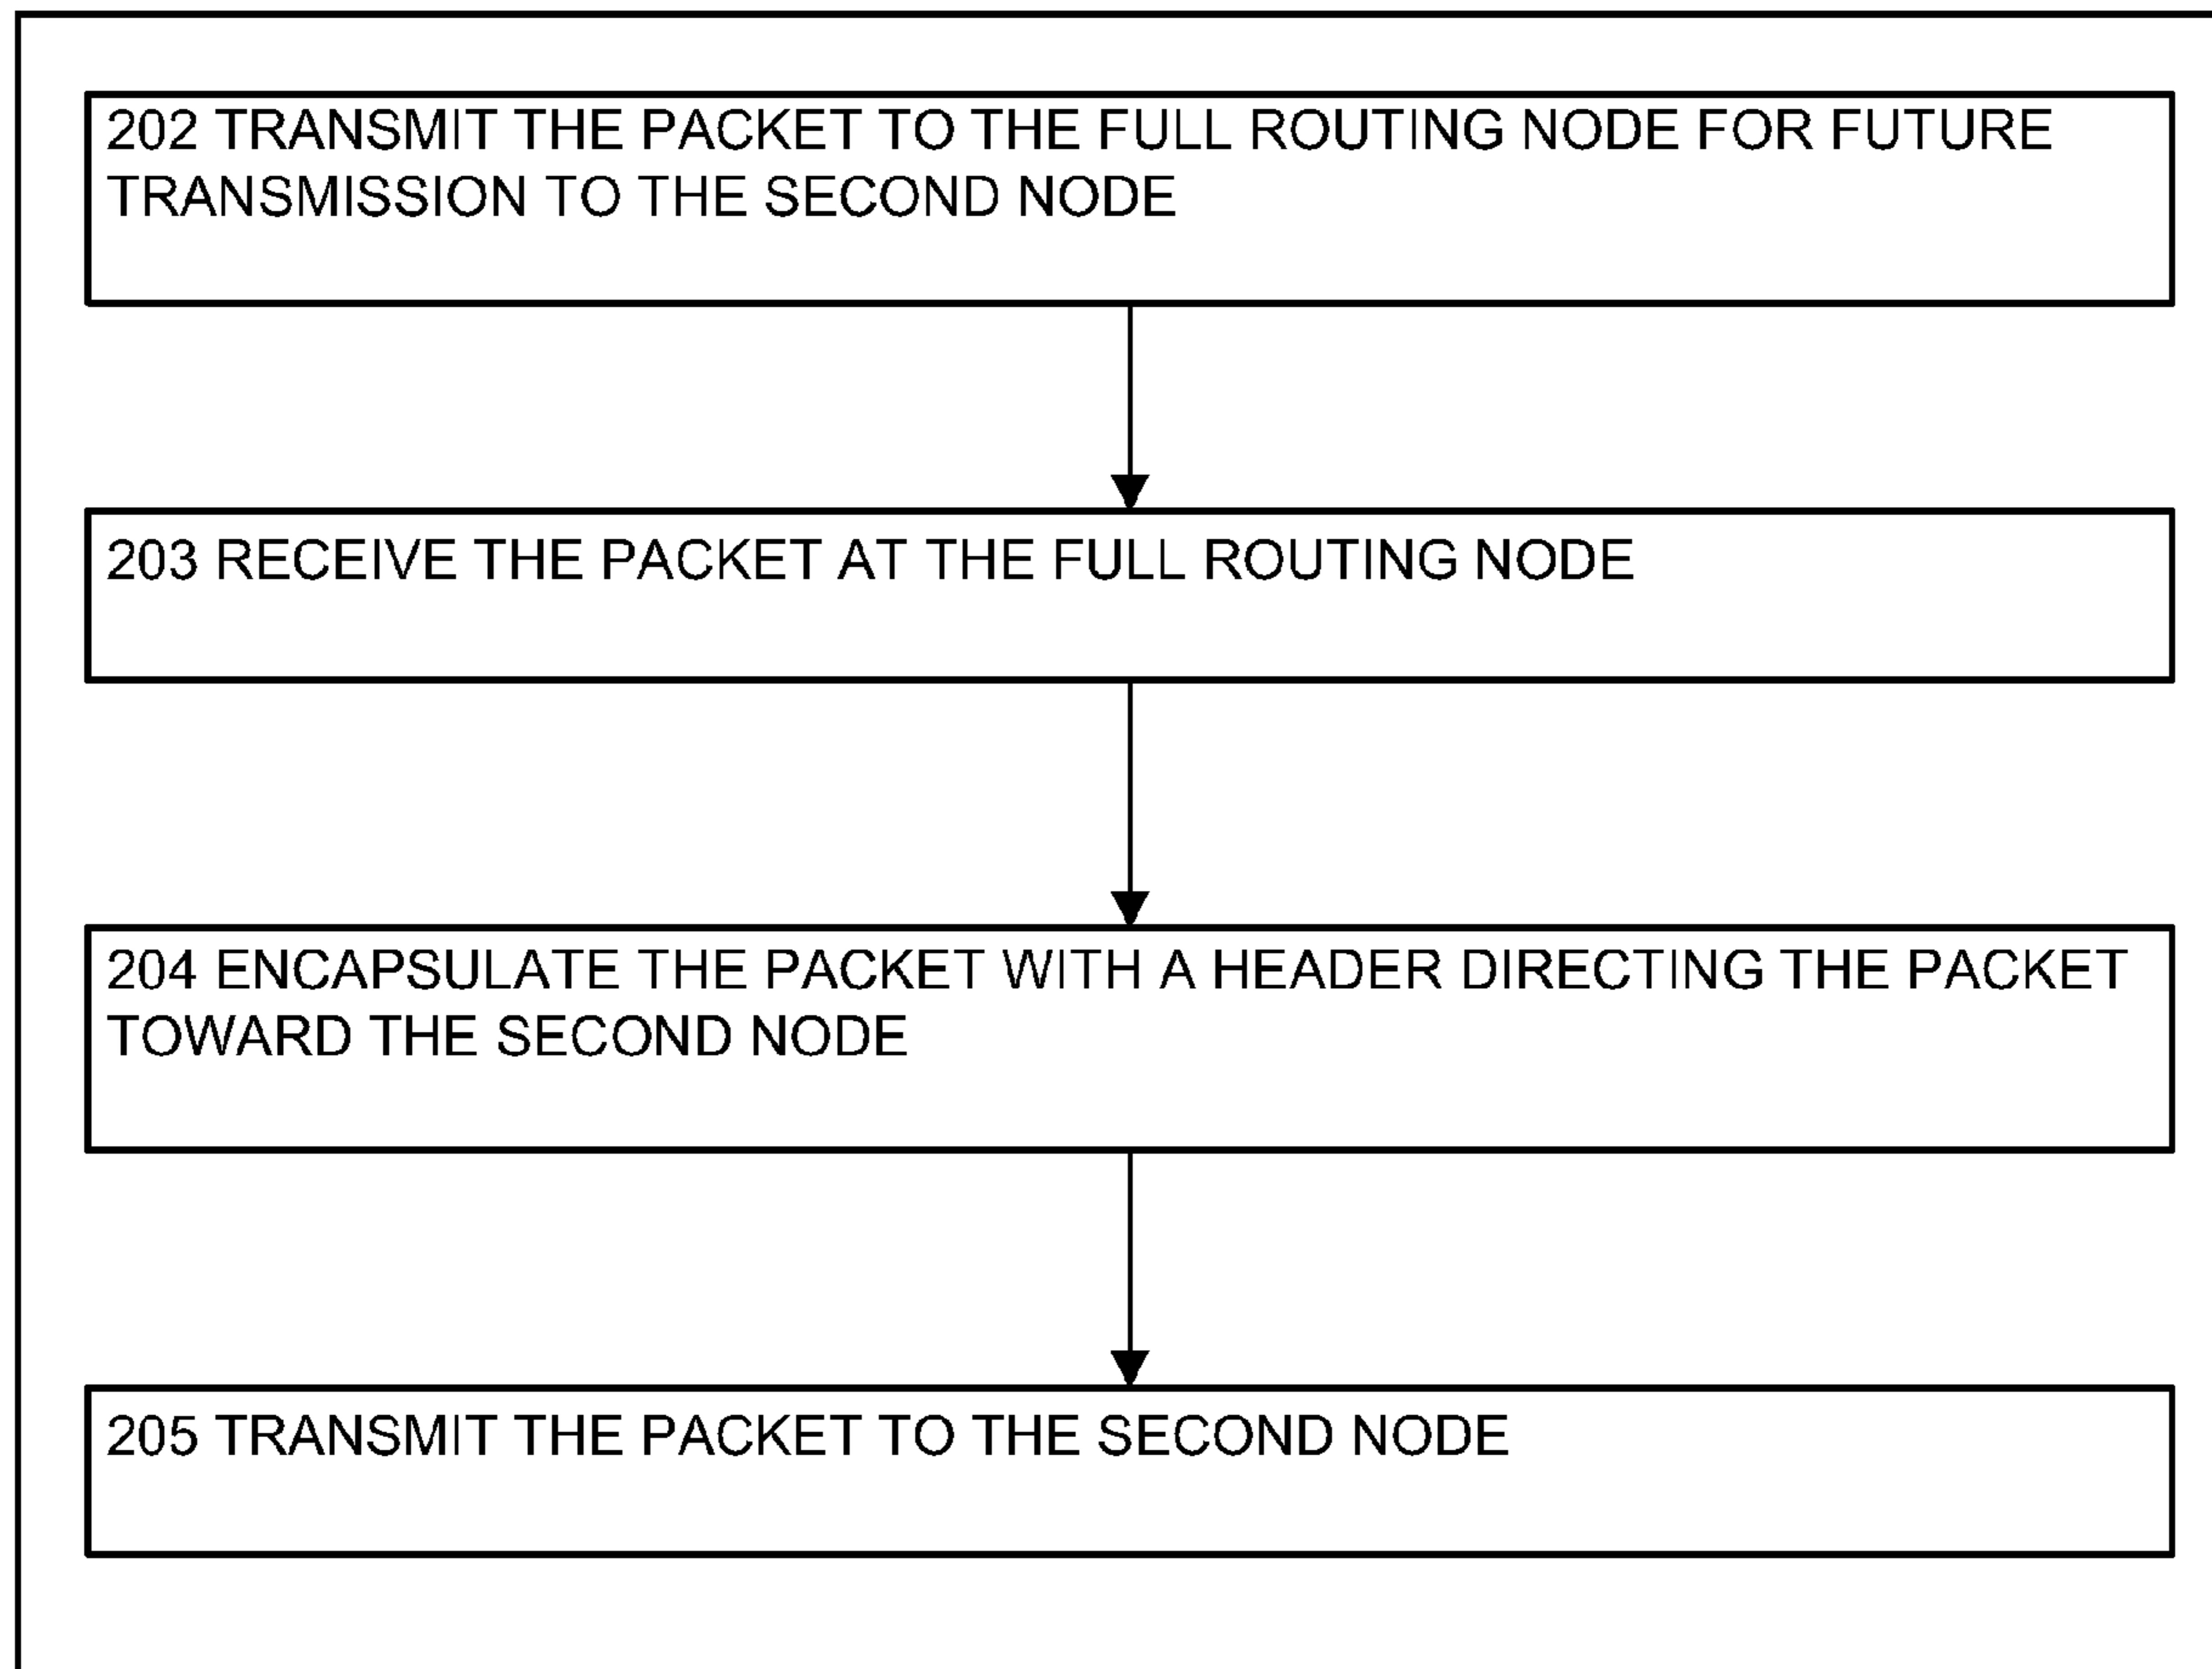 202 TRANSMIT THE PACKET TO THE FULL ROUTING NODE FOR FUTURE
TRANSMISSION TO THE SECOND NODE
203 RECEIVE THE PACKET AT THE FULL ROUTING NODE
204 ENCAPSULATE THE PACKET WITH A HEADER DIRECTING THE PACKET
TOWARD THE SECOND NODE
205 TRANSMIT THE PACKET TO THE SECOND NODE